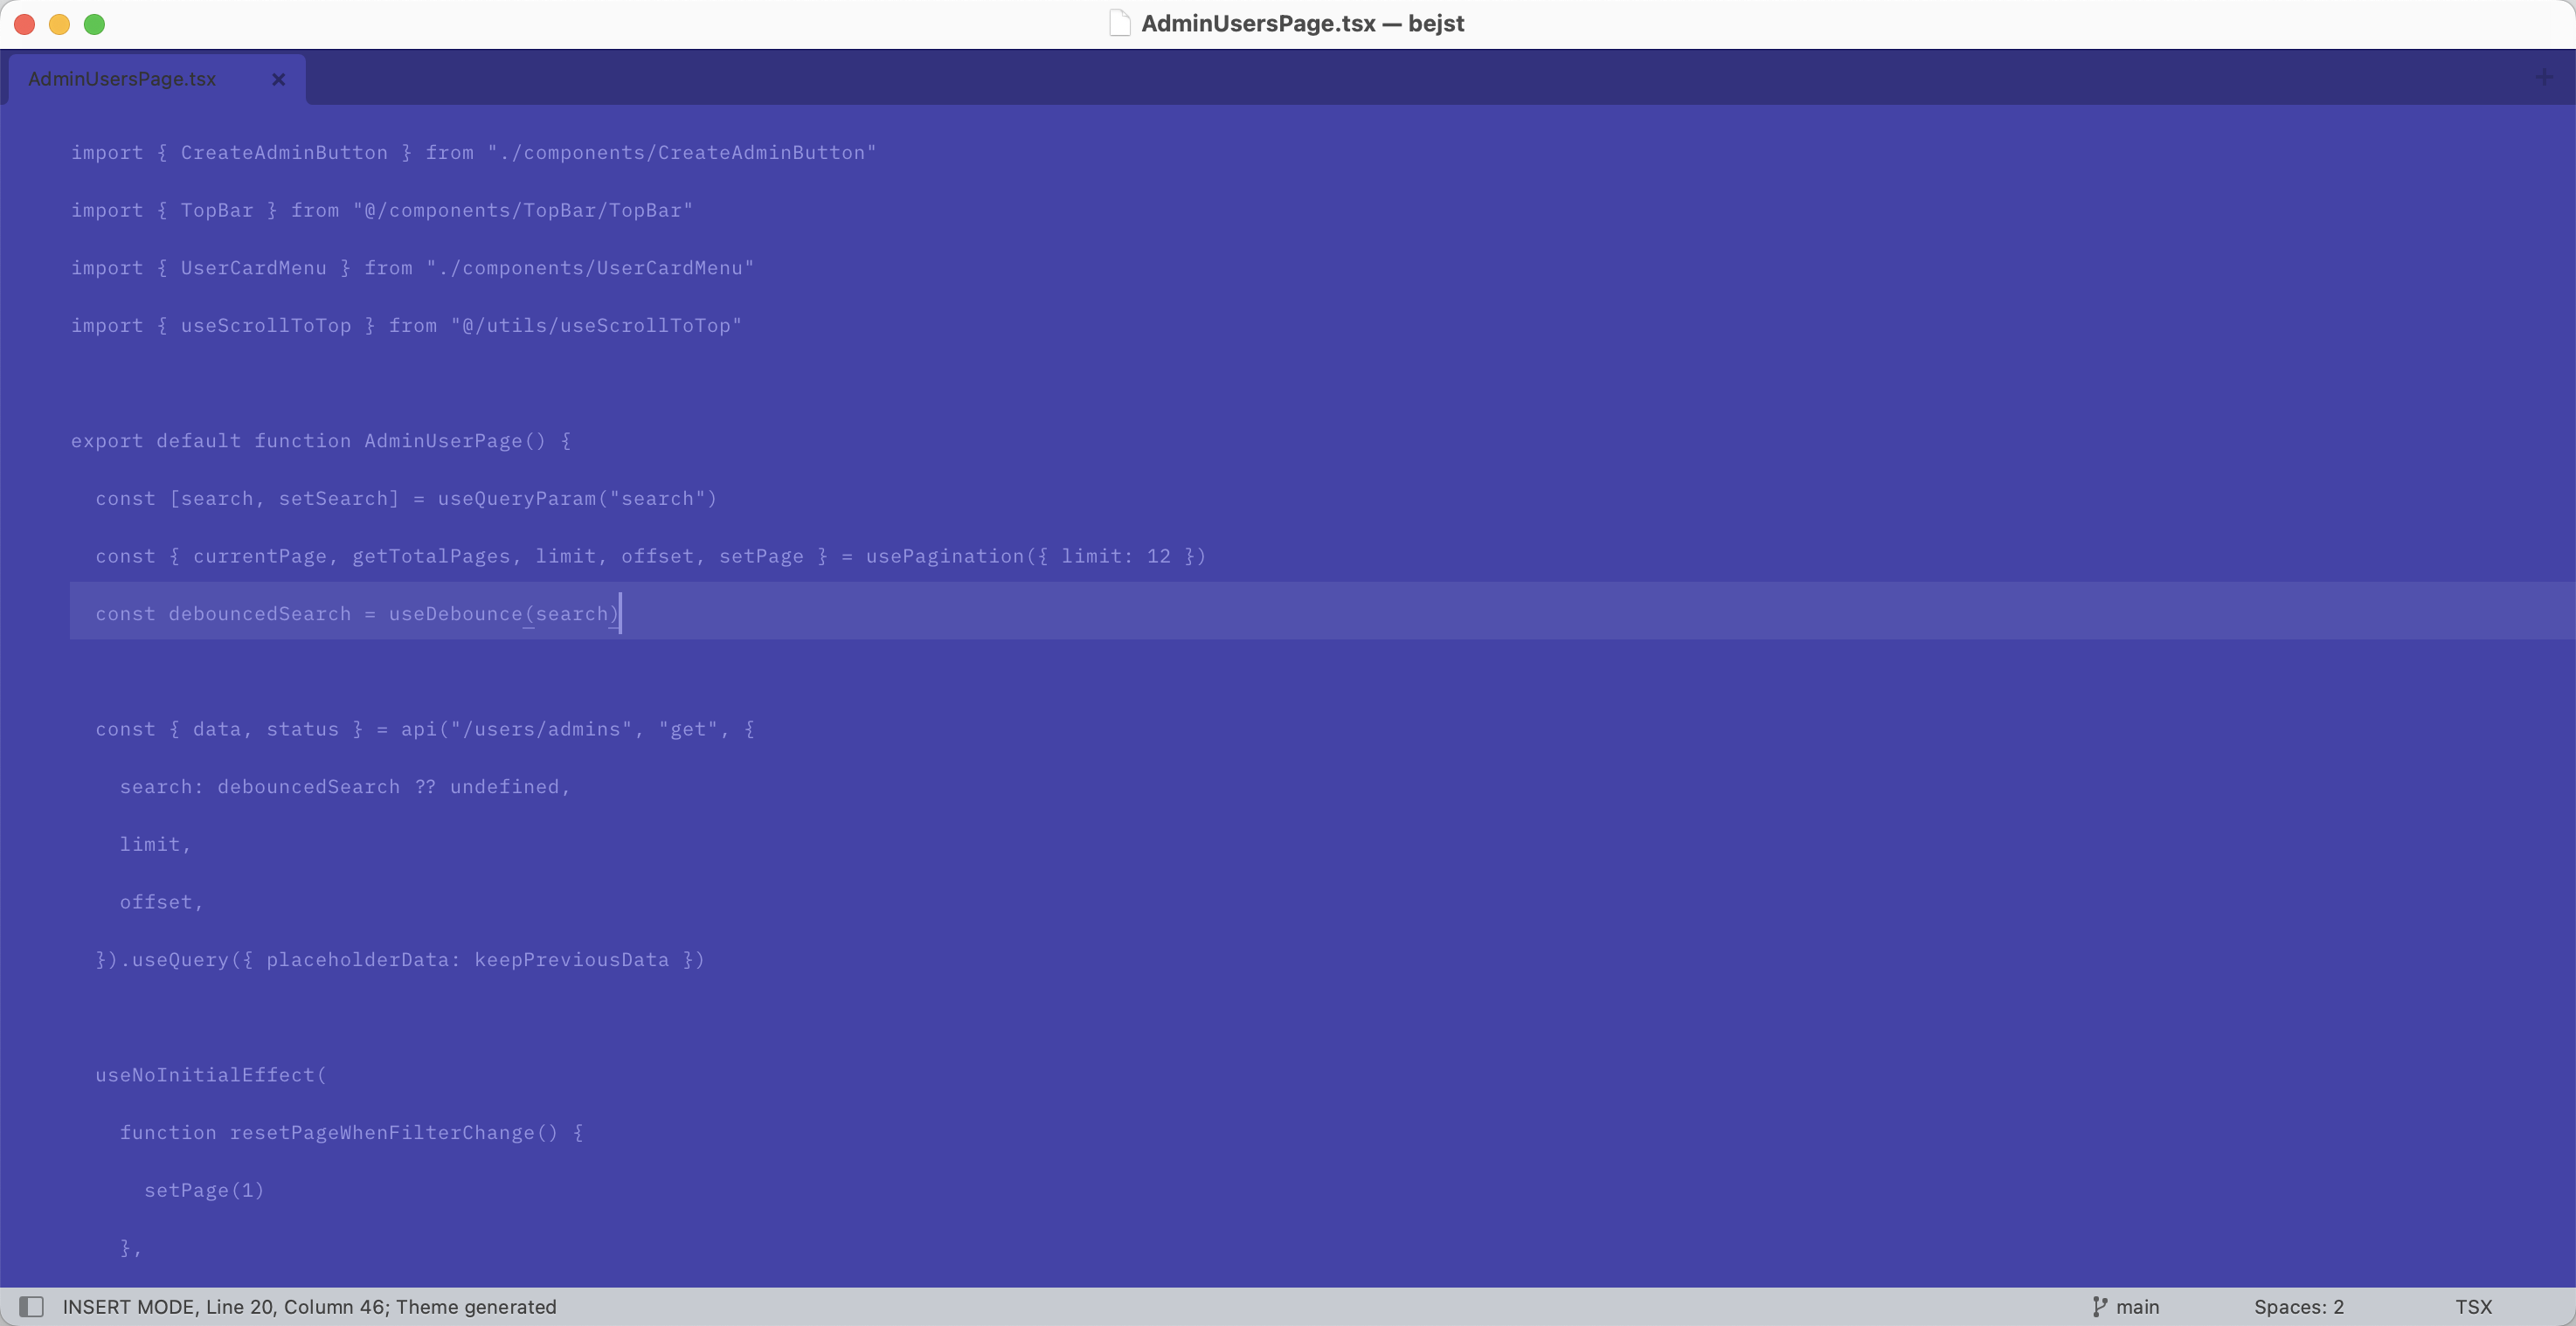 AdminUsersPage.tsx — bejst
AdminUsersPage.tsx
import { CreateAdminButton } from "./components/CreateAdminButton"
import { TopBar } from "@/components/TopBar/TopBar"
import { UserCardMenu } from "./components/UserCardMenu"
import { useScrollToTop } from "@/utils/useScrollToTop"
export default function AdminUserPage() {
  const [search, setSearch] = useQueryParam("search")
  const { currentPage, getTotalPages, limit, offset, setPage } = usePagination({ limit: 12 })
  const debouncedSearch = useDebounce(search)
  const { data, status } = api("/users/admins", "get", {
    search: debouncedSearch ?? undefined,
    limit,
    offset,
  }).useQuery({ placeholderData: keepPreviousData })
  useNoInitialEffect(
    function resetPageWhenFilterChange() {
      setPage(1)
    },
INSERT MODE, Line 20, Column 46; Theme generated
main
Spaces: 2
TSX